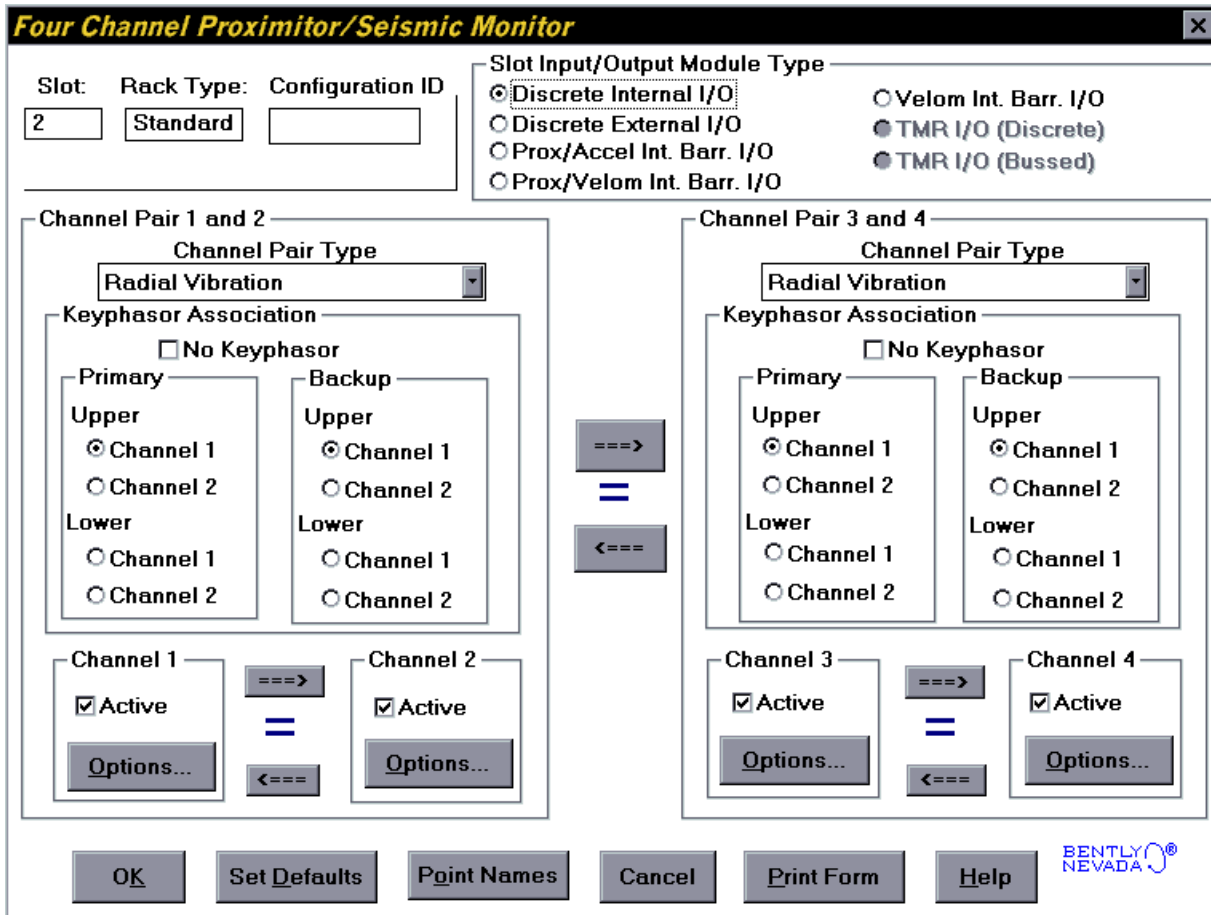 Four Channel Proximitor/Seismic Monitor
Slot:
Rack Type:
Configuration ID
2
Standard
Slot Input/Output Module Type
Discrete Internal I/O
Discrete External I/O
Prox/Accel Int. Barr. I/O
Prox/Velom Int. Barr. I/O
Velom Int. Barr. I/O
TMR I/O (Discrete)
TMR I/O (Bussed)
Channel Pair 1 and 2
Channel Pair Type
Radial Vibration
Keyphasor Association
No Keyphasor
Primary
Upper
Channel 1
Channel 2
Lower
Channel 1
Channel 2
Backup
Upper
Channel 1
Channel 2
Lower
Channel 1
Channel 2
Channel 1
Active
Options...
===>
=
<===
Channel 2
Active
Options...
===>
=
<===
Channel Pair 3 and 4
Channel Pair Type
Radial Vibration
Keyphasor Association
No Keyphasor
Primary
Upper
Channel 1
Channel 2
Lower
Channel 1
Channel 2
Backup
Upper
Channel 1
Channel 2
Lower
Channel 1
Channel 2
Channel 3
Active
Options...
===>
=
<===
Channel 4
Active
Options...
OK
Set Defaults
Point Names
Cancel
Print Form
Help
BENTLY
NEVADA ®